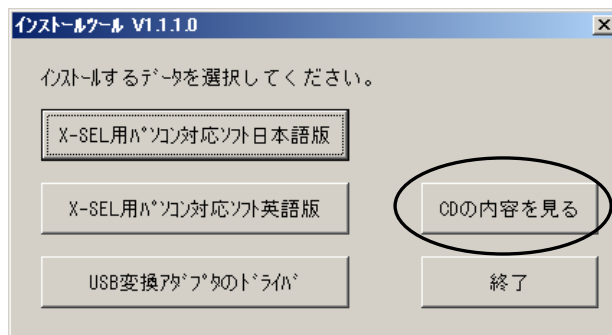 ｲﾝｽﾄｰﾙﾂｰﾙ V1.1.1.0
ｲﾝｽﾄｰﾙするﾃﾞｰﾀを選択してください。
X-SEL用ﾊﾟｿｺﾝ対応ｿﾌﾄ日本語版
X-SEL用ﾊﾟｿｺﾝ対応ｿﾌﾄ英語版
CDの内容を見る
USB変換ｱﾀﾞﾌﾟﾀのﾄﾞﾗｲﾊﾞ
終了